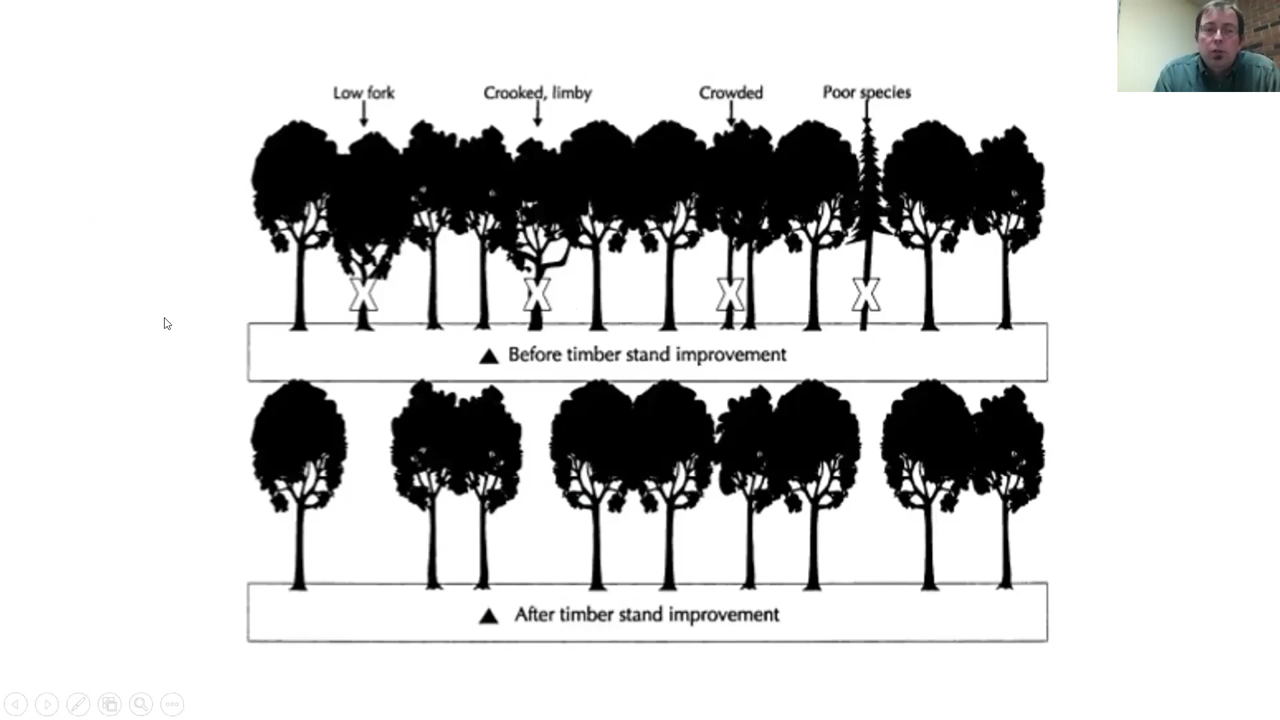 Low fork
Crooked, limby
Crowded
Poor species
X X X X
▲ Before timber stand improvement
▲ After timber stand improvement